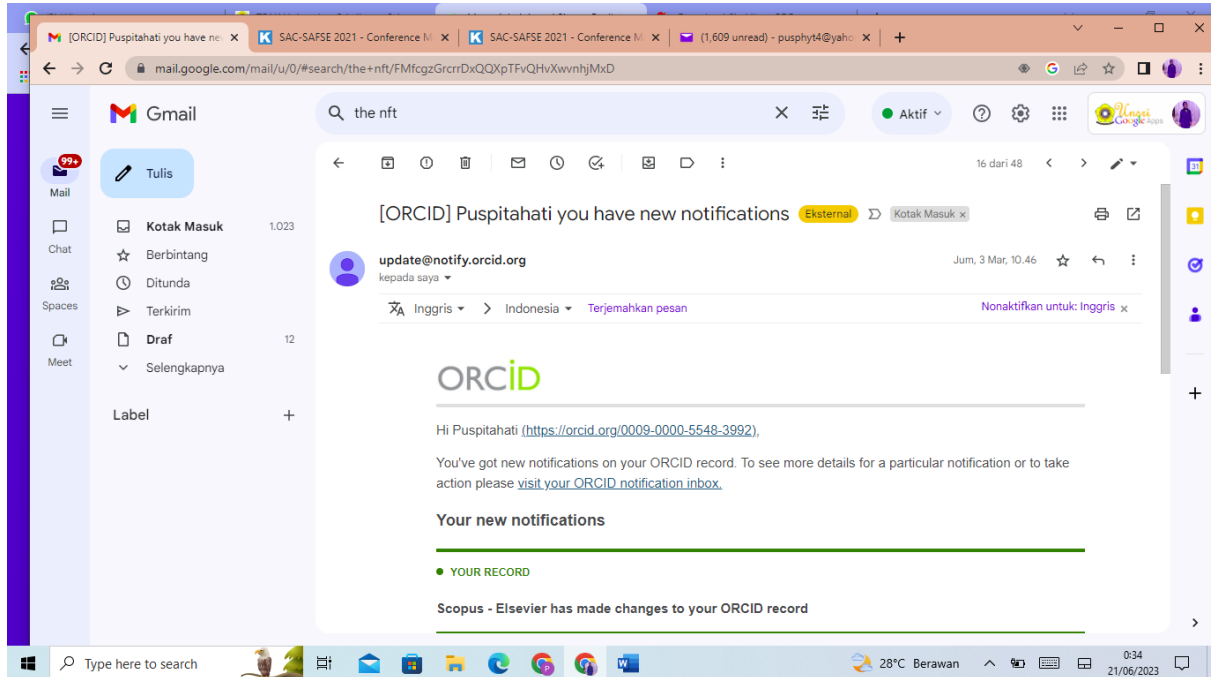 [ORCID] Puspitahati you have ne
SAC-SAFSE 2021 - Conference M
SAC-SAFSE 2021 - Conference M
(1,609 unread) - pusphyt4@yaho
mail.google.com/mail/u/0/#search/the+nft/FMfcgzGrcrrDxQQXpTFvQHvXwvnhjMxD
Gmail
the nft
Aktif
99+
Mail
Chat
Spaces
Meet
Tulis
Kotak Masuk 1.023
Berbintang
Ditunda
Terkirim
Draf 12
Selengkapnya
Label
16 dari 48
31
[ORCID] Puspitahati you have new notifications Eksternal Kotak Masuk x
update@notify.orcid.org Jum, 3 Mar, 10.46
kepada saya
Inggris > Indonesia Terjemahkan pesan Nonaktifkan untuk: Inggris x
ORCID
Hi Puspitahati (https://orcid.org/0009-0000-5548-3992),
You've got new notifications on your ORCID record. To see more details for a particular notification or to take
action please visit your ORCID notification inbox.
Your new notifications
YOUR RECORD
Scopus - Elsevier has made changes to your ORCID record
Type here to search
28°C Berawan
0:34
21/06/2023